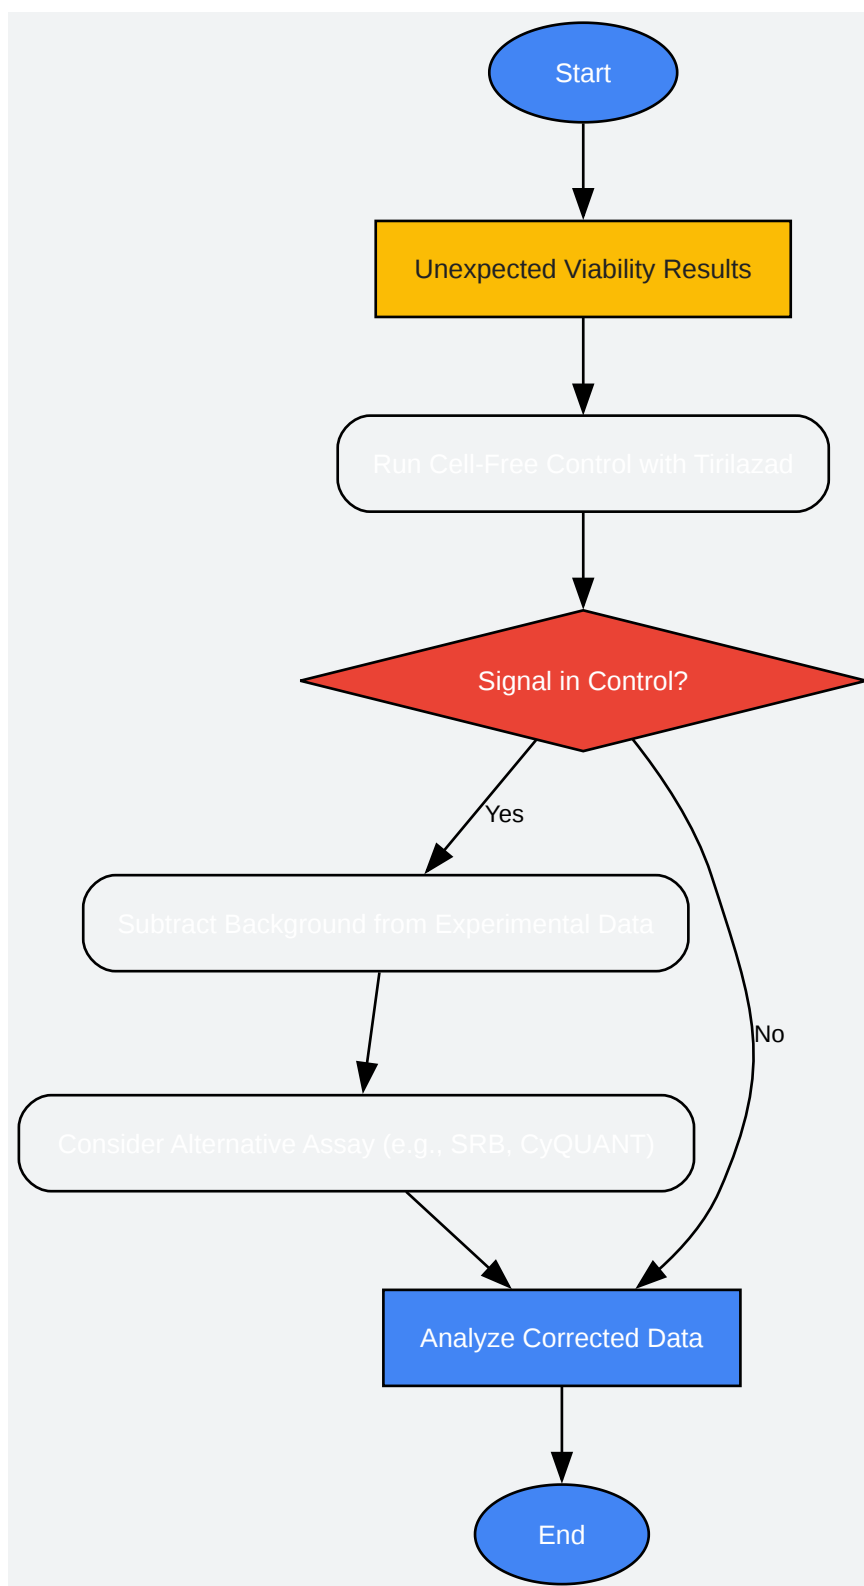 Start
Unexpected Viability Results
Run Cell-Free Control with Tirilazad
Signal in Control?
Yes
Subtract Background from Experimental Data
No
Consider Alternative Assay (e.g., SRB, CyQUANT)
Analyze Corrected Data
End